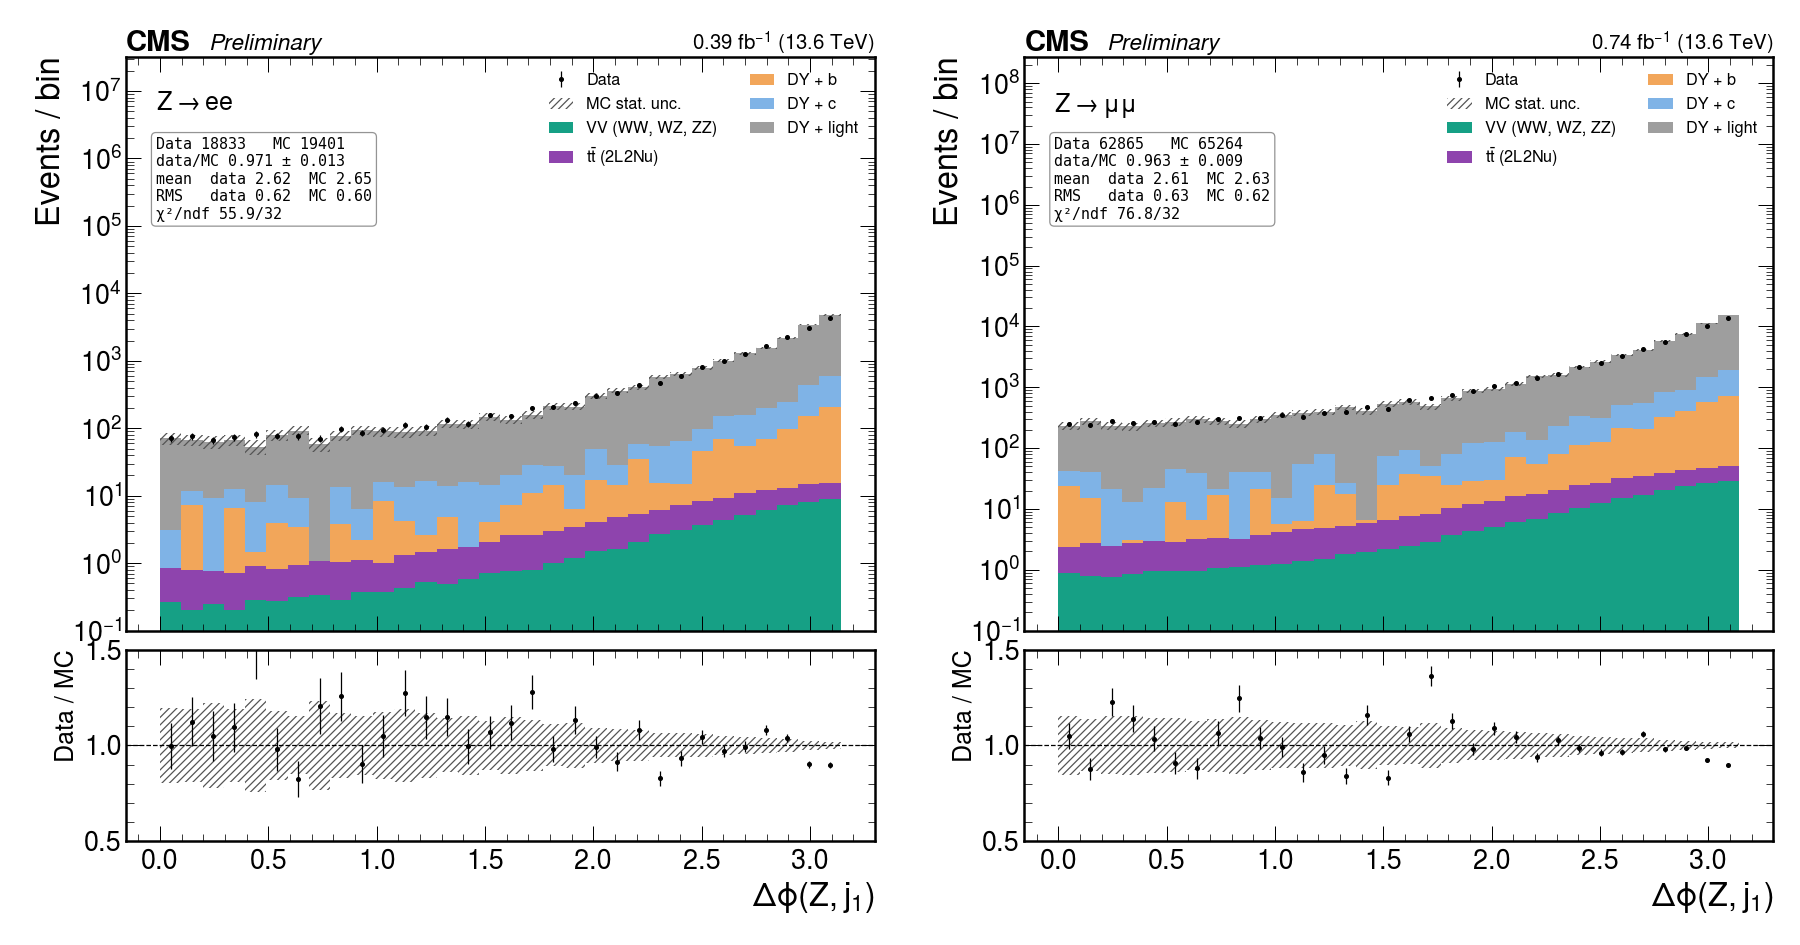 CMS Preliminary 0.39 fb⁻¹ (13.6 TeV)
Events / bin
10⁷
10⁶
10⁵
10⁴
10³
10²
10¹
10⁰
10⁻¹
Z→ee
Data 18833 MC 19401
data/MC 0.971 ± 0.013
mean data 2.62 MC 2.65
RMS data 0.62 MC 0.60
χ²/ndf 55.9/32
Data
MC stat. unc.
VV (WW, WZ, ZZ)
tt̄ (2L2Nu)
DY + b
DY + c
DY + light
Data / MC
1.5
1.0
0.5
0.0 0.5 1.0 1.5 2.0 2.5 3.0
Δϕ(Z, j₁)
CMS Preliminary 0.74 fb⁻¹ (13.6 TeV)
Events / bin
10⁸
10⁷
10⁶
10⁵
10⁴
10³
10²
10¹
10⁰
10⁻¹
Z→μμ
Data 62865 MC 65264
data/MC 0.963 ± 0.009
mean data 2.61 MC 2.63
RMS data 0.63 MC 0.62
χ²/ndf 76.8/32
Data
MC stat. unc.
VV (WW, WZ, ZZ)
tt̄ (2L2Nu)
DY + b
DY + c
DY + light
Data / MC
1.5
1.0
0.5
0.0 0.5 1.0 1.5 2.0 2.5 3.0
Δϕ(Z, j₁)